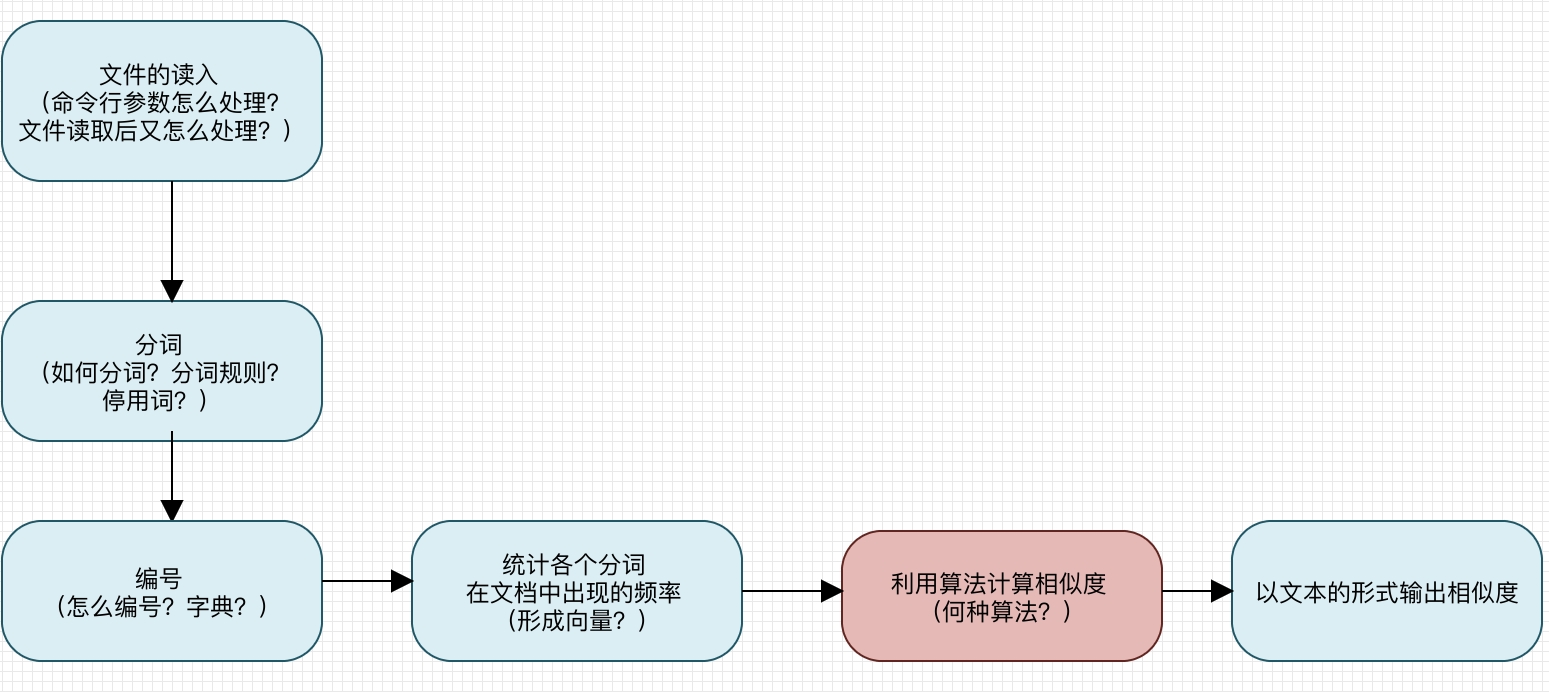 文件的读入
（命令行参数怎么处理？
文件读取后又怎么处理？）
分词
（如何分词？分词规则？
停用词？）
编号
（怎么编号？字典？）
统计各个分词
在文档中出现的频率
（形成向量？）
利用算法计算相似度
（何种算法？）
以文本的形式输出相似度